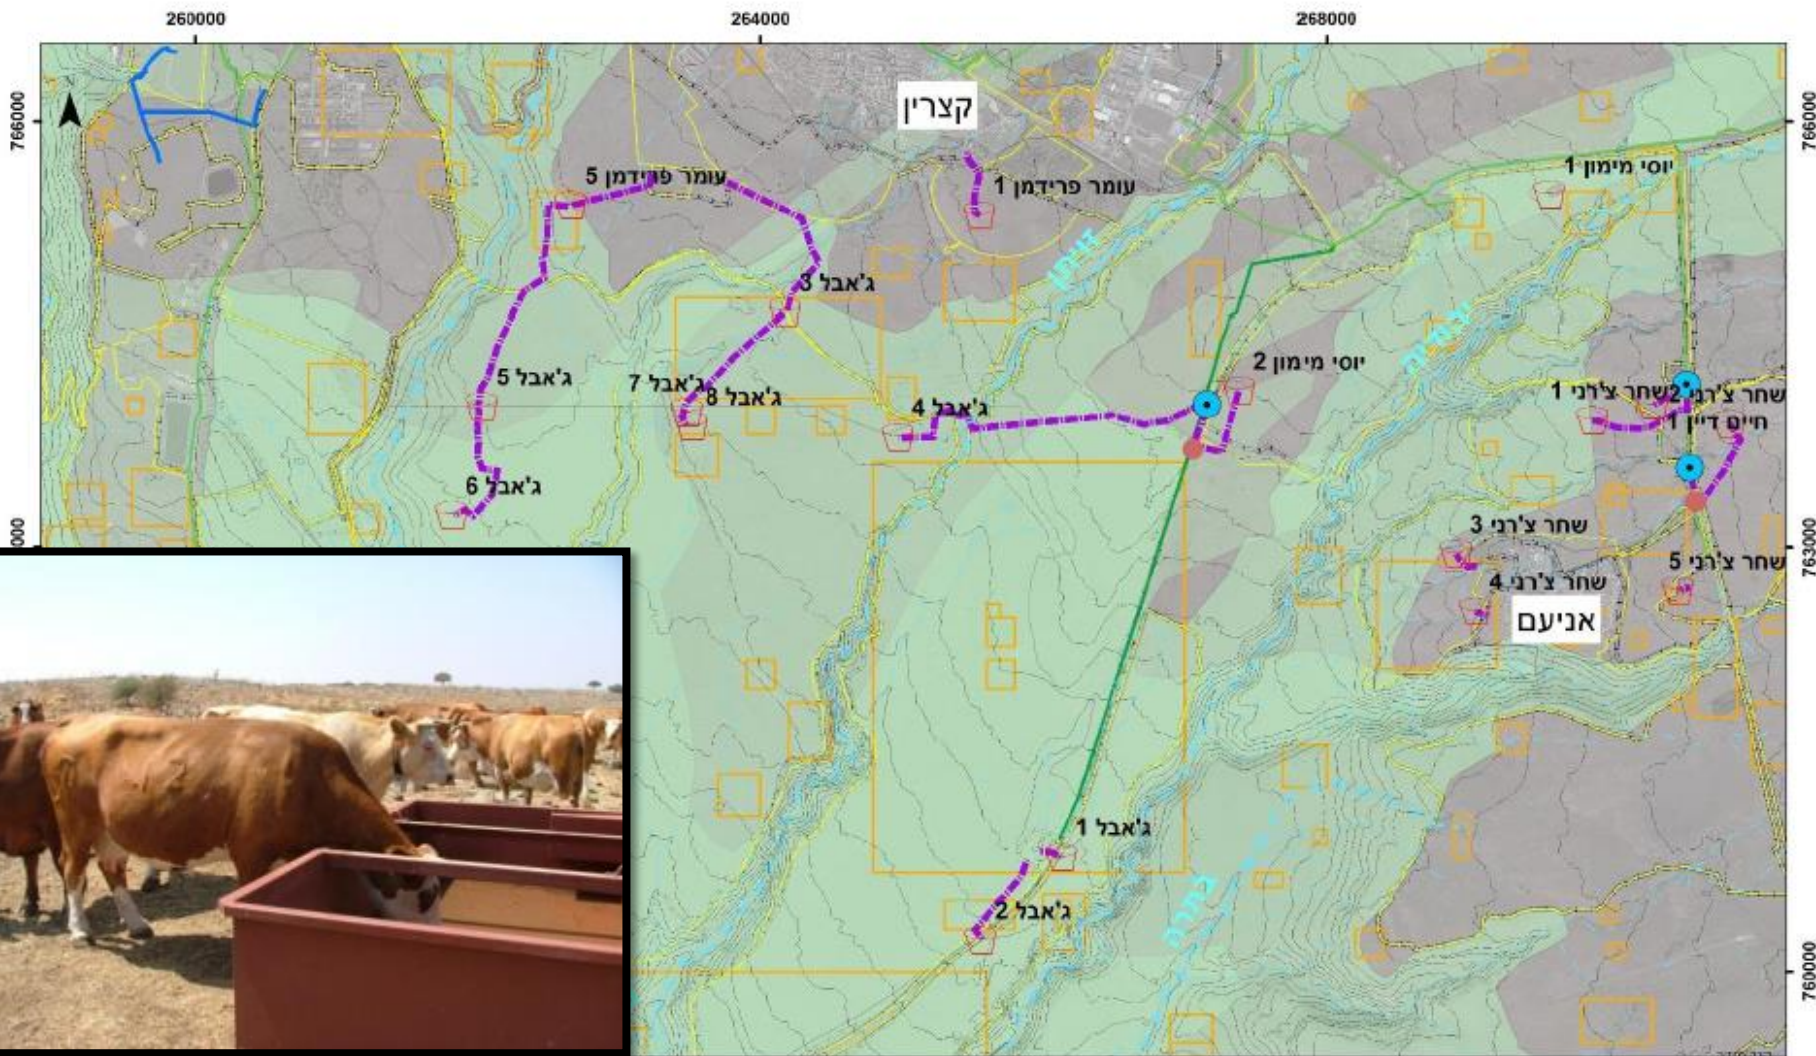 260000
264000
268000
766000
766000
קצרין
יוסי מימון 1
עומר פרידמן 5
עומר פרידמן 1
ג'אבל 3
יוסי מימון 2
ג'אבל 5
ג'אבל 7
ג'אבל 8
ג'אבל 4
שחר צ'רני 1
שחר צ'רני 2
חיים דיין 1
ג'אבל 6
שחר צ'רני 3
763000
שחר צ'רני 5
שחר צ'רני 4
אניעם
ג'אבל 1
ג'אבל 2
760000